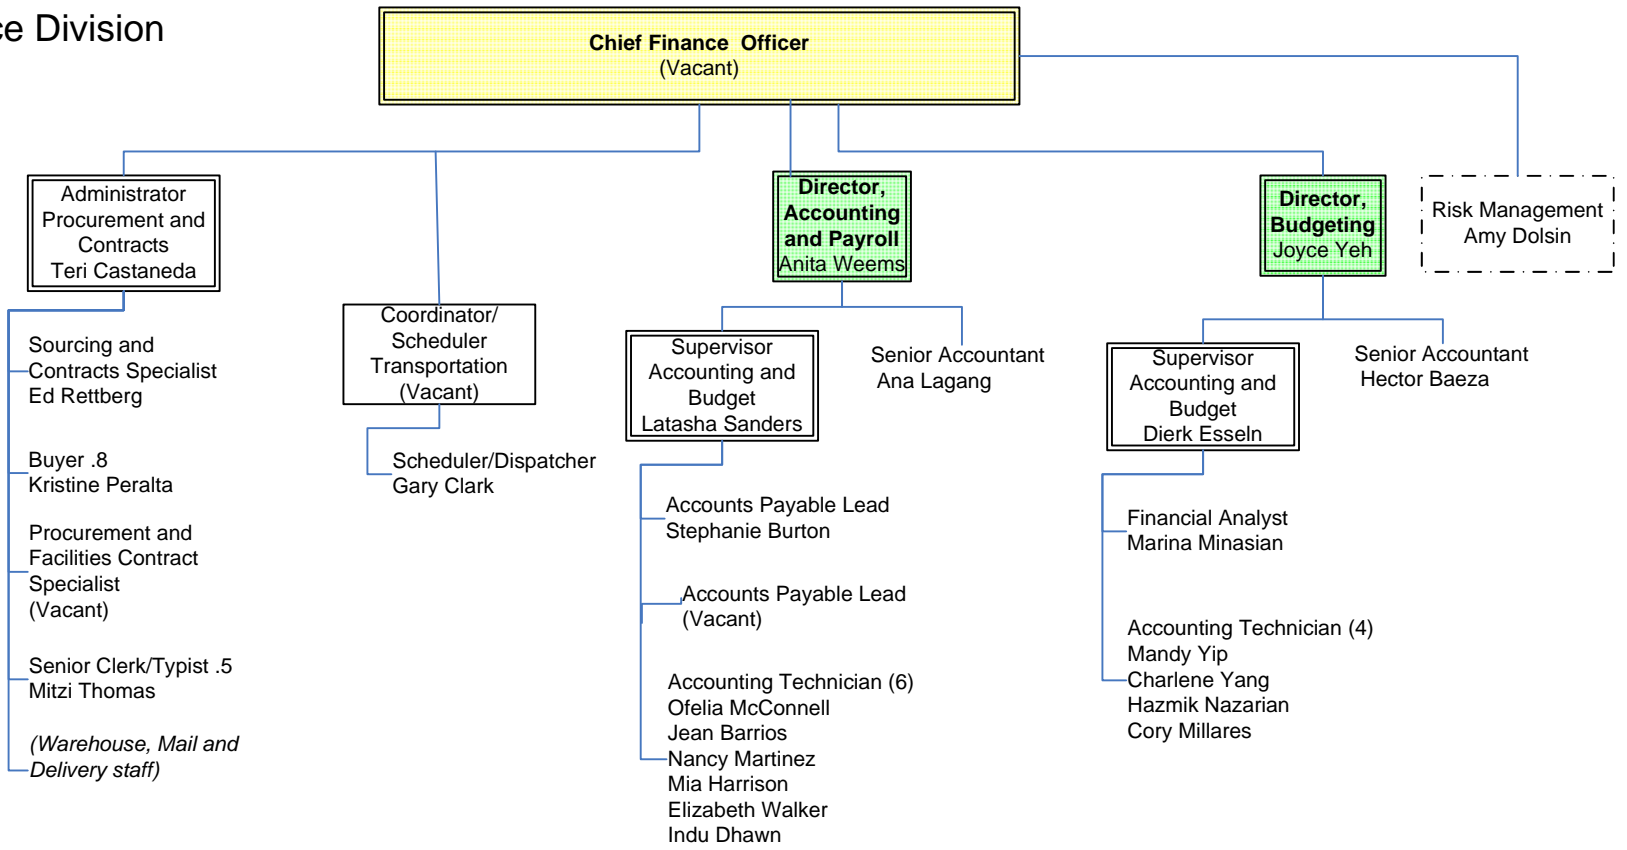 ce Division
Chief Finance Officer
(Vacant)
Administrator
Procurement and
Contracts
Teri Castaneda
Sourcing and
Contracts Specialist
Ed Rettberg
Buyer .8
Kristine Peralta
Procurement and
Facilities Contract
Specialist
(Vacant)
Senior Clerk/Typist .5
Mitzi Thomas
(Warehouse, Mail and
Delivery staff)
Coordinator/
Scheduler
Transportation
(Vacant)
Scheduler/Dispatcher
Gary Clark
Director,
Accounting
and Payroll
Anita Weems
Supervisor
Accounting and
Budget
Latasha Sanders
Senior Accountant
Ana Lagang
Accounts Payable Lead
Stephanie Burton
Accounts Payable Lead
(Vacant)
Accounting Technician (6)
Ofelia McConnell
Jean Barrios
Nancy Martinez
Mia Harrison
Elizabeth Walker
Indu Dhawn
Director,
Budgeting
Joyce Yeh
Supervisor
Accounting and
Budget
Dierk Esseln
Senior Accountant
Hector Baeza
Financial Analyst
Marina Minasian
Accounting Technician (4)
Mandy Yip
Charlene Yang
Hazmik Nazarian
Cory Millares
Risk Management
Amy Dolsin